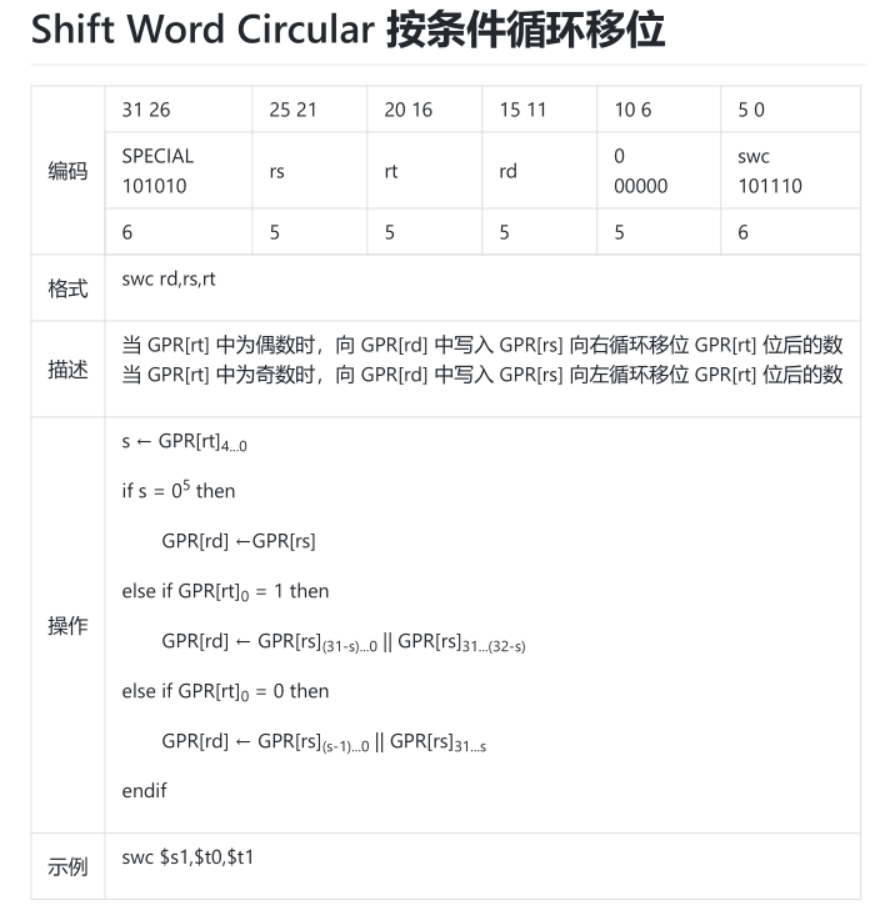 Shift Word Circular 按条件循环移位
编码
31 26 25 21 20 16 15 11 10 6 5 0
SPECIAL 101010 rs rt rd 0 00000 swc 101110
6 5 5 5 5 6
格式 swc rd,rs,rt
描述
当 GPR[rt] 中为偶数时，向 GPR[rd] 中写入 GPR[rs] 向右循环移位 GPR[rt] 位后的数
当 GPR[rt] 中为奇数时，向 GPR[rd] 中写入 GPR[rs] 向左循环移位 GPR[rt] 位后的数
操作
s ← GPR[rt]4...0
if s = 0⁵ then
GPR[rd] ←GPR[rs]
else if GPR[rt]₀ = 1 then
GPR[rd] ← GPR[rs](31-s)...0 || GPR[rs]31...(32-s)
else if GPR[rt]₀ = 0 then
GPR[rd] ← GPR[rs](s-1)...0 || GPR[rs]31...s
endif
示例 swc $s1,$t0,$t1